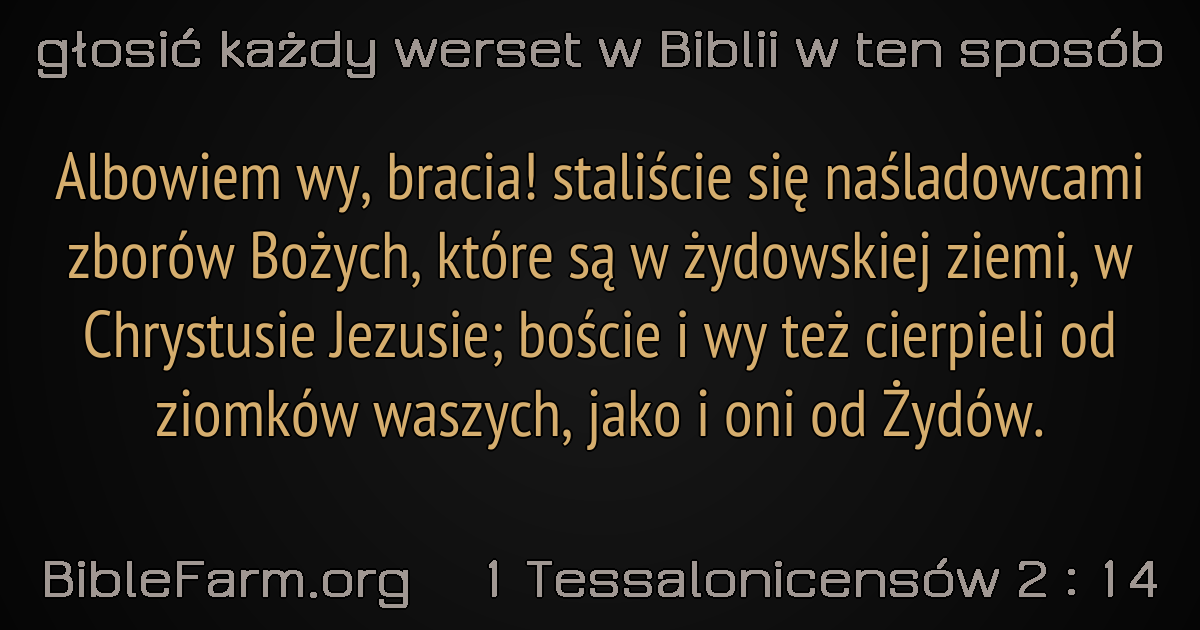 głosić każdy werset w Biblii w ten sposób
Albowiem wy, bracia! staliście się naśladowcami
zborów Bożych, które są w żydowskiej ziemi, w
Chrystusie Jezusie; boście i wy też cierpieli od
ziomków waszych, jako i oni od Żydów.
BibleFarm.org 1 Tessalonicensów 2 : 14